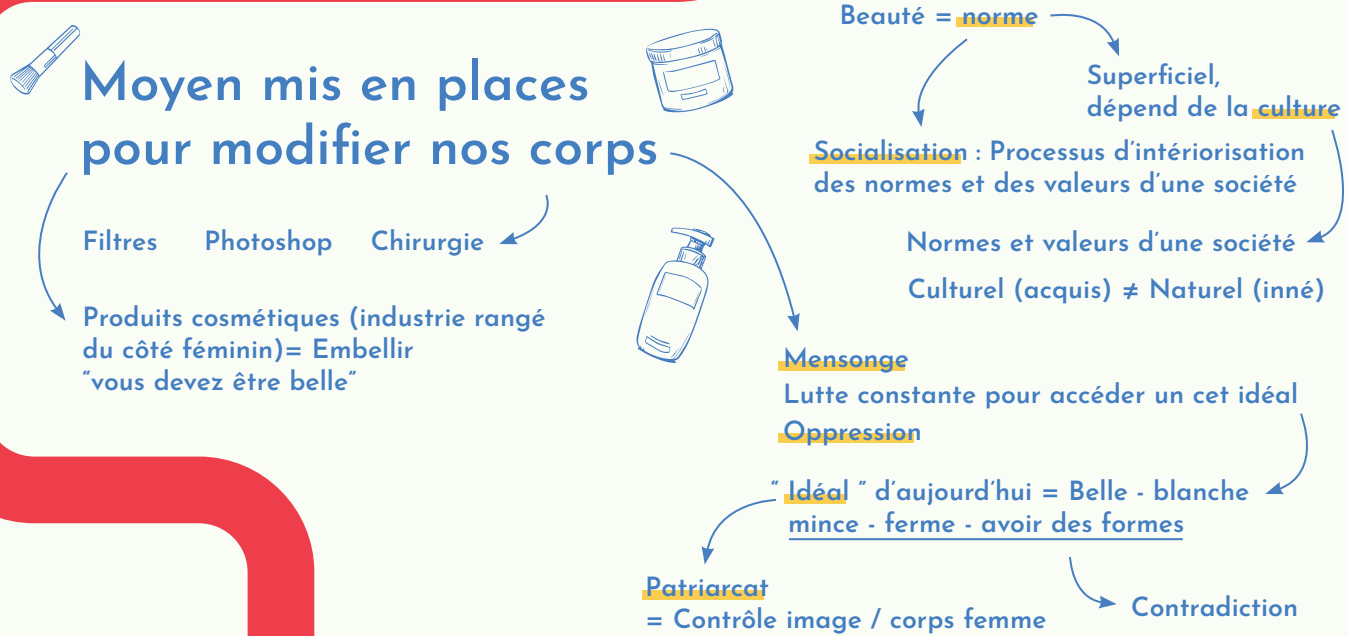 Moyen mis en places
pour modifier nos corps
Filtres Photoshop Chirurgie
Produits cosmétiques (industrie rangé
du côté féminin)= Embellir
“vous devez être belle”
Beauté = norme
Superficiel,
dépend de la culture
Socialisation : Processus d’intériorisation
des normes et des valeurs d’une société
Normes et valeurs d’une société
Culturel (acquis) ≠ Naturel (inné)
Mensonge
Lutte constante pour accéder un cet idéal
Oppression
“ Idéal ” d’aujourd’hui = Belle - blanche
mince - ferme - avoir des formes
Patriarcat
= Contrôle image / corps femme
Contradiction